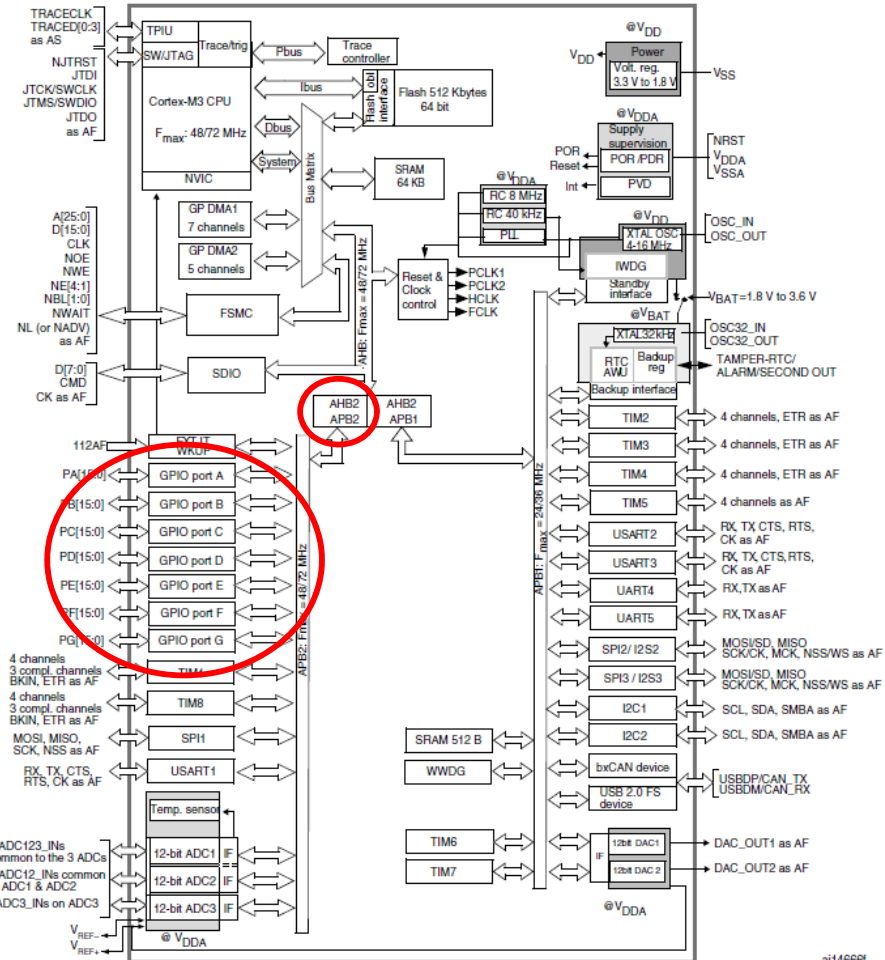 TRACECLK
TRACED[0:3]
as AS
NJTRST
JTDI
JTCK/SWCLK
JTMS/SWDIO
JTDO
as AF
TPIU
SW/JTAG
Trace/trig
Cortex-M3 CPU
Fmax: 48/72 MHz
NVIC
Pbus
Trace
controller
Ibus
Dbus
System
Flash obl
interface
Flash 512 Kbytes
64 bit
Bus Matrix
SRAM
64 KB
GP DMA1
7 channels
GP DMA2
5 channels
@VDD
VDD
Power
Volt. reg.
3.3 V to 1.8 V
VSS
@VDDA
Supply
supervision
POR
Reset
POR /PDR
Int
PVD
NRST
VDDA
VSSA
@VDDA
RC 8 MHz
RC 40 kHz
PLL
@VDD
XTAL OSC
4-16 MHz
OSC_IN
OSC_OUT
IWDG
Standby
interface
Reset &
Clock
control
PCLK1
PCLK2
HCLK
FCLK
VBAT=1.8 V to 3.6 V
@VBAT
XTAL32kHz
OSC32_IN
OSC32_OUT
RTC
AWU
Backup
reg
TAMPER-RTC/
ALARM/SECOND OUT
Backup interface
A[25:0]
D[15:0]
CLK
NOE
NWE
NE[4:1]
NBL[1:0]
NWAIT
NL (or NADV)
as AF
FSMC
D[7:0]
CMD
CK as AF
SDIO
AHB: Fmax = 48/72 MHz
AHB2
APB2
AHB2
APB1
112AF
EXT.IT
WKUP
PA[15:0]
GPIO port A
PB[15:0]
GPIO port B
PC[15:0]
GPIO port C
PD[15:0]
GPIO port D
PE[15:0]
GPIO port E
PF[15:0]
GPIO port F
PG[15:0]
GPIO port G
4 channels
3 compl. channels
BKIN, ETR as AF
TIM1
4 channels
3 compl. channels
BKIN, ETR as AF
TIM8
MOSI, MISO,
SCK, NSS as AF
SPI1
RX, TX, CTS,
RTS, CK as AF
USART1
Temp. sensor
ADC123_INs
common to the 3 ADCs
12-bit ADC1
IF
ADC12_INs common
ADC1 & ADC2
12-bit ADC2
IF
ADC3_INs on ADC3
12-bit ADC3
IF
VREF-
VREF+
@ VDDA
APB2: Fmax = 48/72 MHz
APB1: Fmax = 24/36 MHz
TIM2
4 channels, ETR as AF
TIM3
4 channels, ETR as AF
TIM4
4 channels, ETR as AF
TIM5
4 channels as AF
USART2
RX, TX, CTS, RTS,
CK as AF
USART3
RX, TX, CTS, RTS,
CK as AF
UART4
RX,TX as AF
UART5
RX,TX as AF
SPI2/ I2S2
MOSI/SD, MISO
SCK/CK, MCK, NSS/WS as AF
SPI3 / I2S3
MOSI/SD, MISO
SCK/CK, MCK, NSS/WS as AF
I2C1
SCL, SDA, SMBA as AF
I2C2
SCL, SDA, SMBA as AF
SRAM 512 B
WWDG
bxCAN device
USB 2.0 FS
device
USBDP/CAN_TX
USBDM/CAN_RX
TIM6
TIM7
IF
12bit DAC1
DAC_OUT1 as AF
12bit DAC 2
DAC_OUT2 as AF
@VDDA
ai14666f